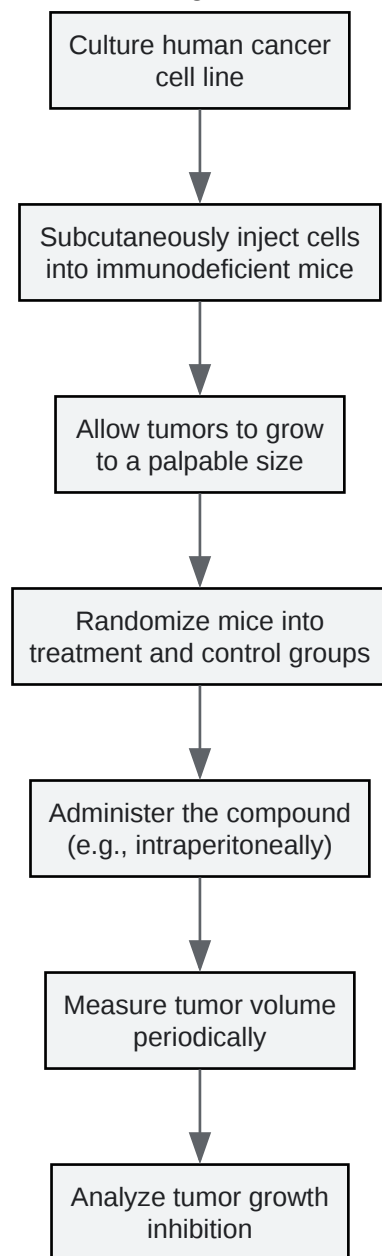 Culture human cancer
cell line
Subcutaneously inject cells
into immunodeficient mice
Allow tumors to grow
to a palpable size
Randomize mice into
treatment and control groups
Administer the compound
(e.g., intraperitoneally)
Measure tumor volume
periodically
Analyze tumor growth
inhibition